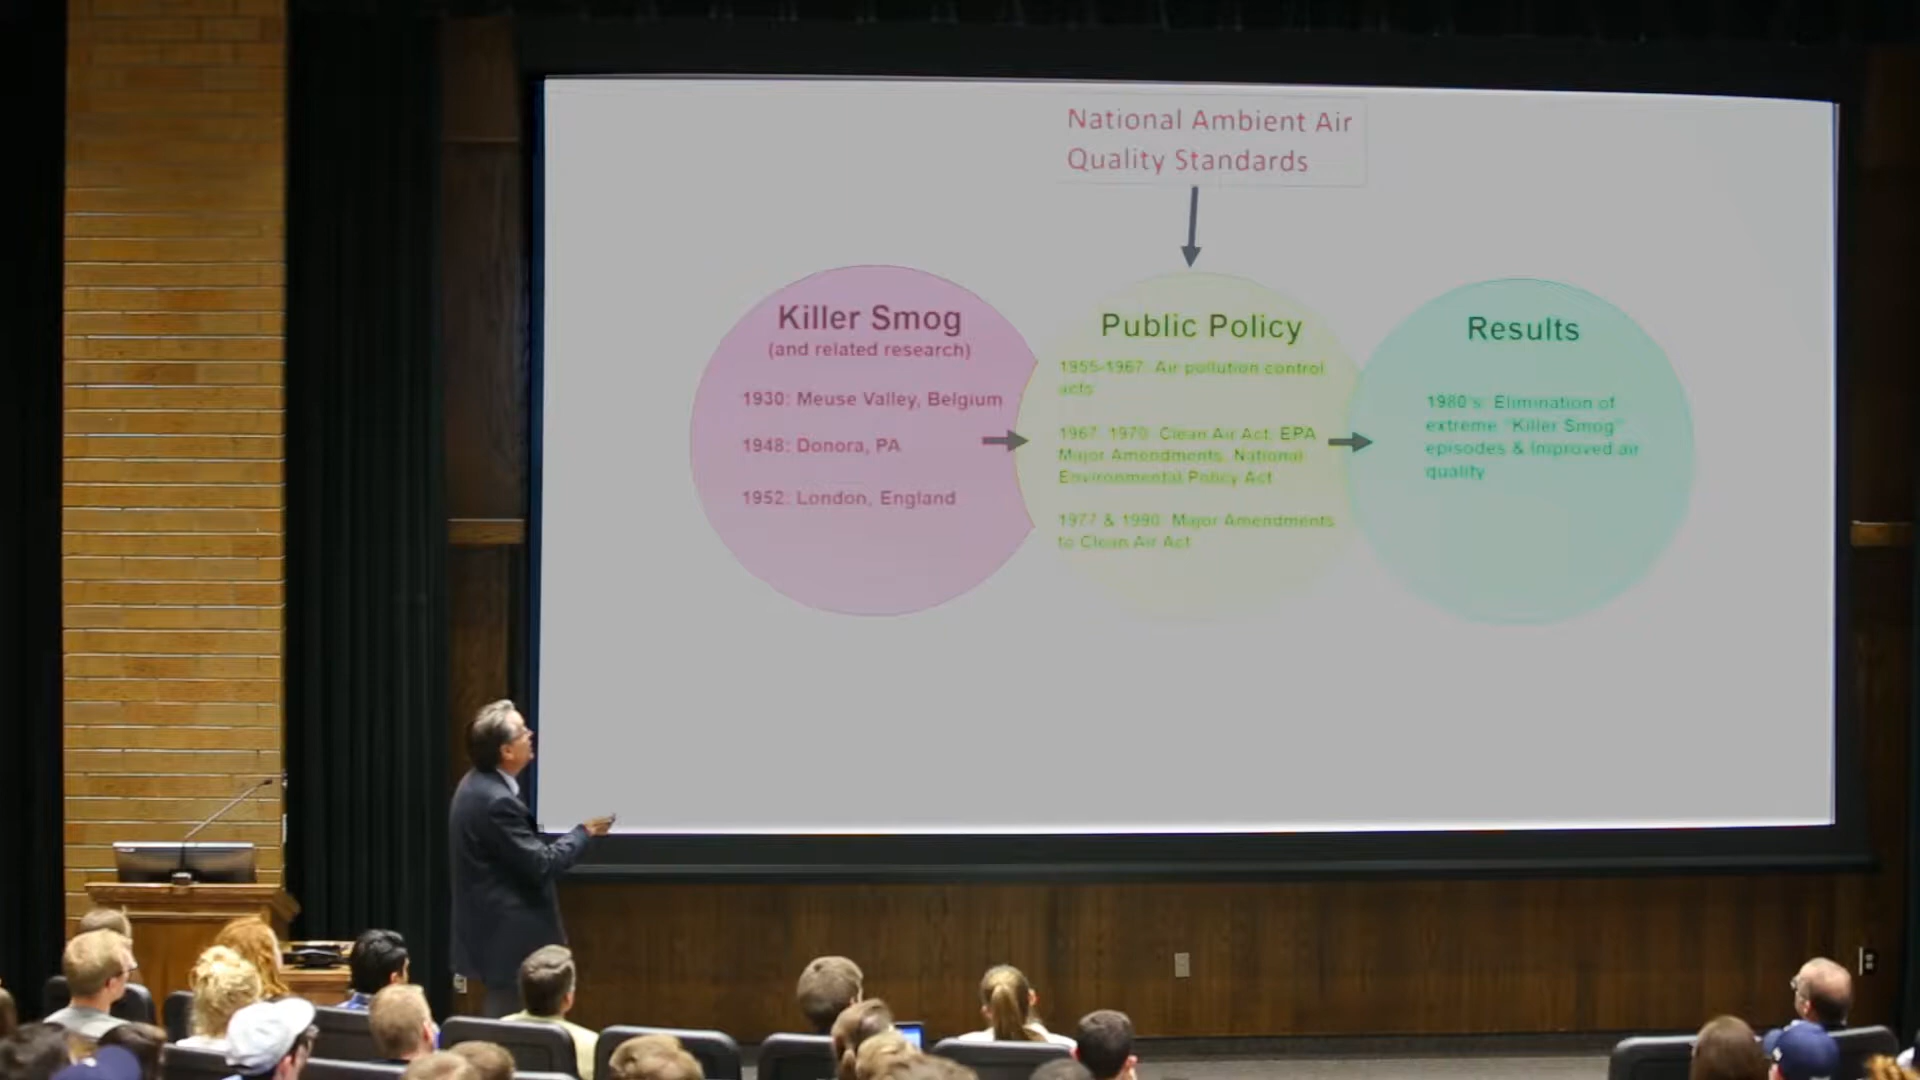 National Ambient Air
Quality Standards
Killer Smog
(and related research)
1930: Meuse Valley, Belgium
1948: Donora, PA
1952: London, England
Public Policy
1955-1967: Air pollution control
acts
1967, 1970: Clean Air Act, EPA
Major Amendments, National
Environmental Policy Act
1977 & 1990: Major Amendments
to Clean Air Act
Results
1980's: Elimination of
extreme "Killer Smog"
episodes & Improved air
quality